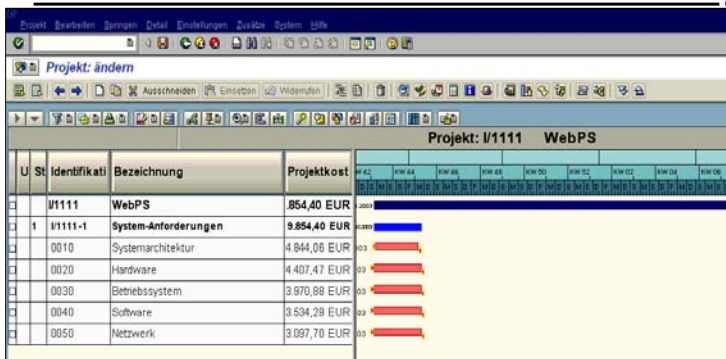 Projekt Bearbeiten Springen Detail Einstellungen Zusätze System Hilfe
Projekt: ändern
Ausschneiden Einsetzen Widerrufen
Projekt: I/1111 WebPS
U St Identifikati Bezeichnung Projektkost
KW 44 KW 46 KW 48 KW 50 KW 52 KW 02 KW 04 KW 06
I/1111 WebPS .854,40 EUR
1 I/1111-1 System-Anforderungen 9.854,40 EUR
0010 Systemarchitektur 4.844,06 EUR
0020 Hardware 4.407,47 EUR
0030 Betriebssystem 3.970,88 EUR
0040 Software 3.534,29 EUR
0050 Netzwerk 3.097,70 EUR